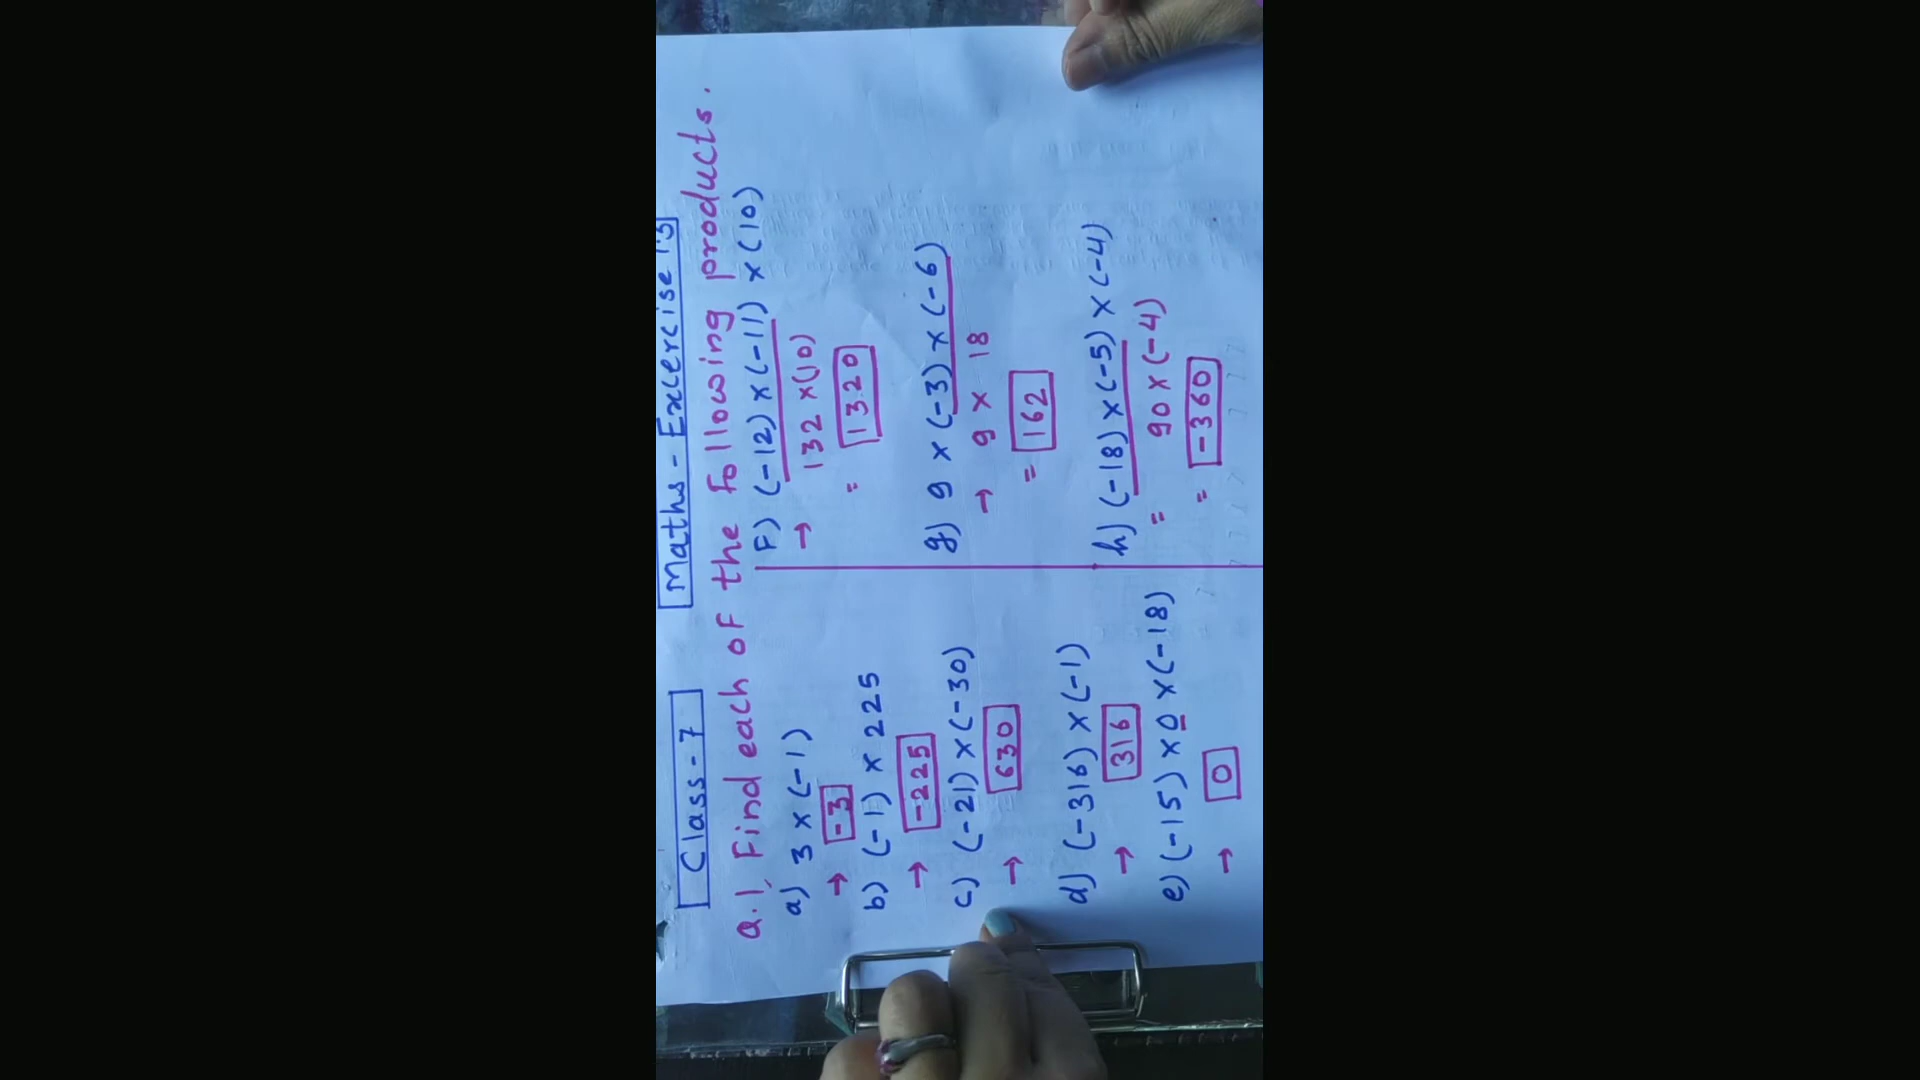 Class - 7
Maths - Excercise 1.3
Q.1, Find each of the following products.
a) 3 × (-1)
→ -3
b) (-1) × 225
→ -225
c) (-21) × (-30)
→ 630
d) (-316) × (-1)
→ 316
e) (-15) × 0 × (-18)
→ 0
F) (-12) × (-11) × (10)
→ 132 × (10)
= 1320
g) 9 × (-3) × (-6)
→ 9 × 18
= 162
h) (-18) × (-5) × (-4)
= 90 × (-4)
= -360